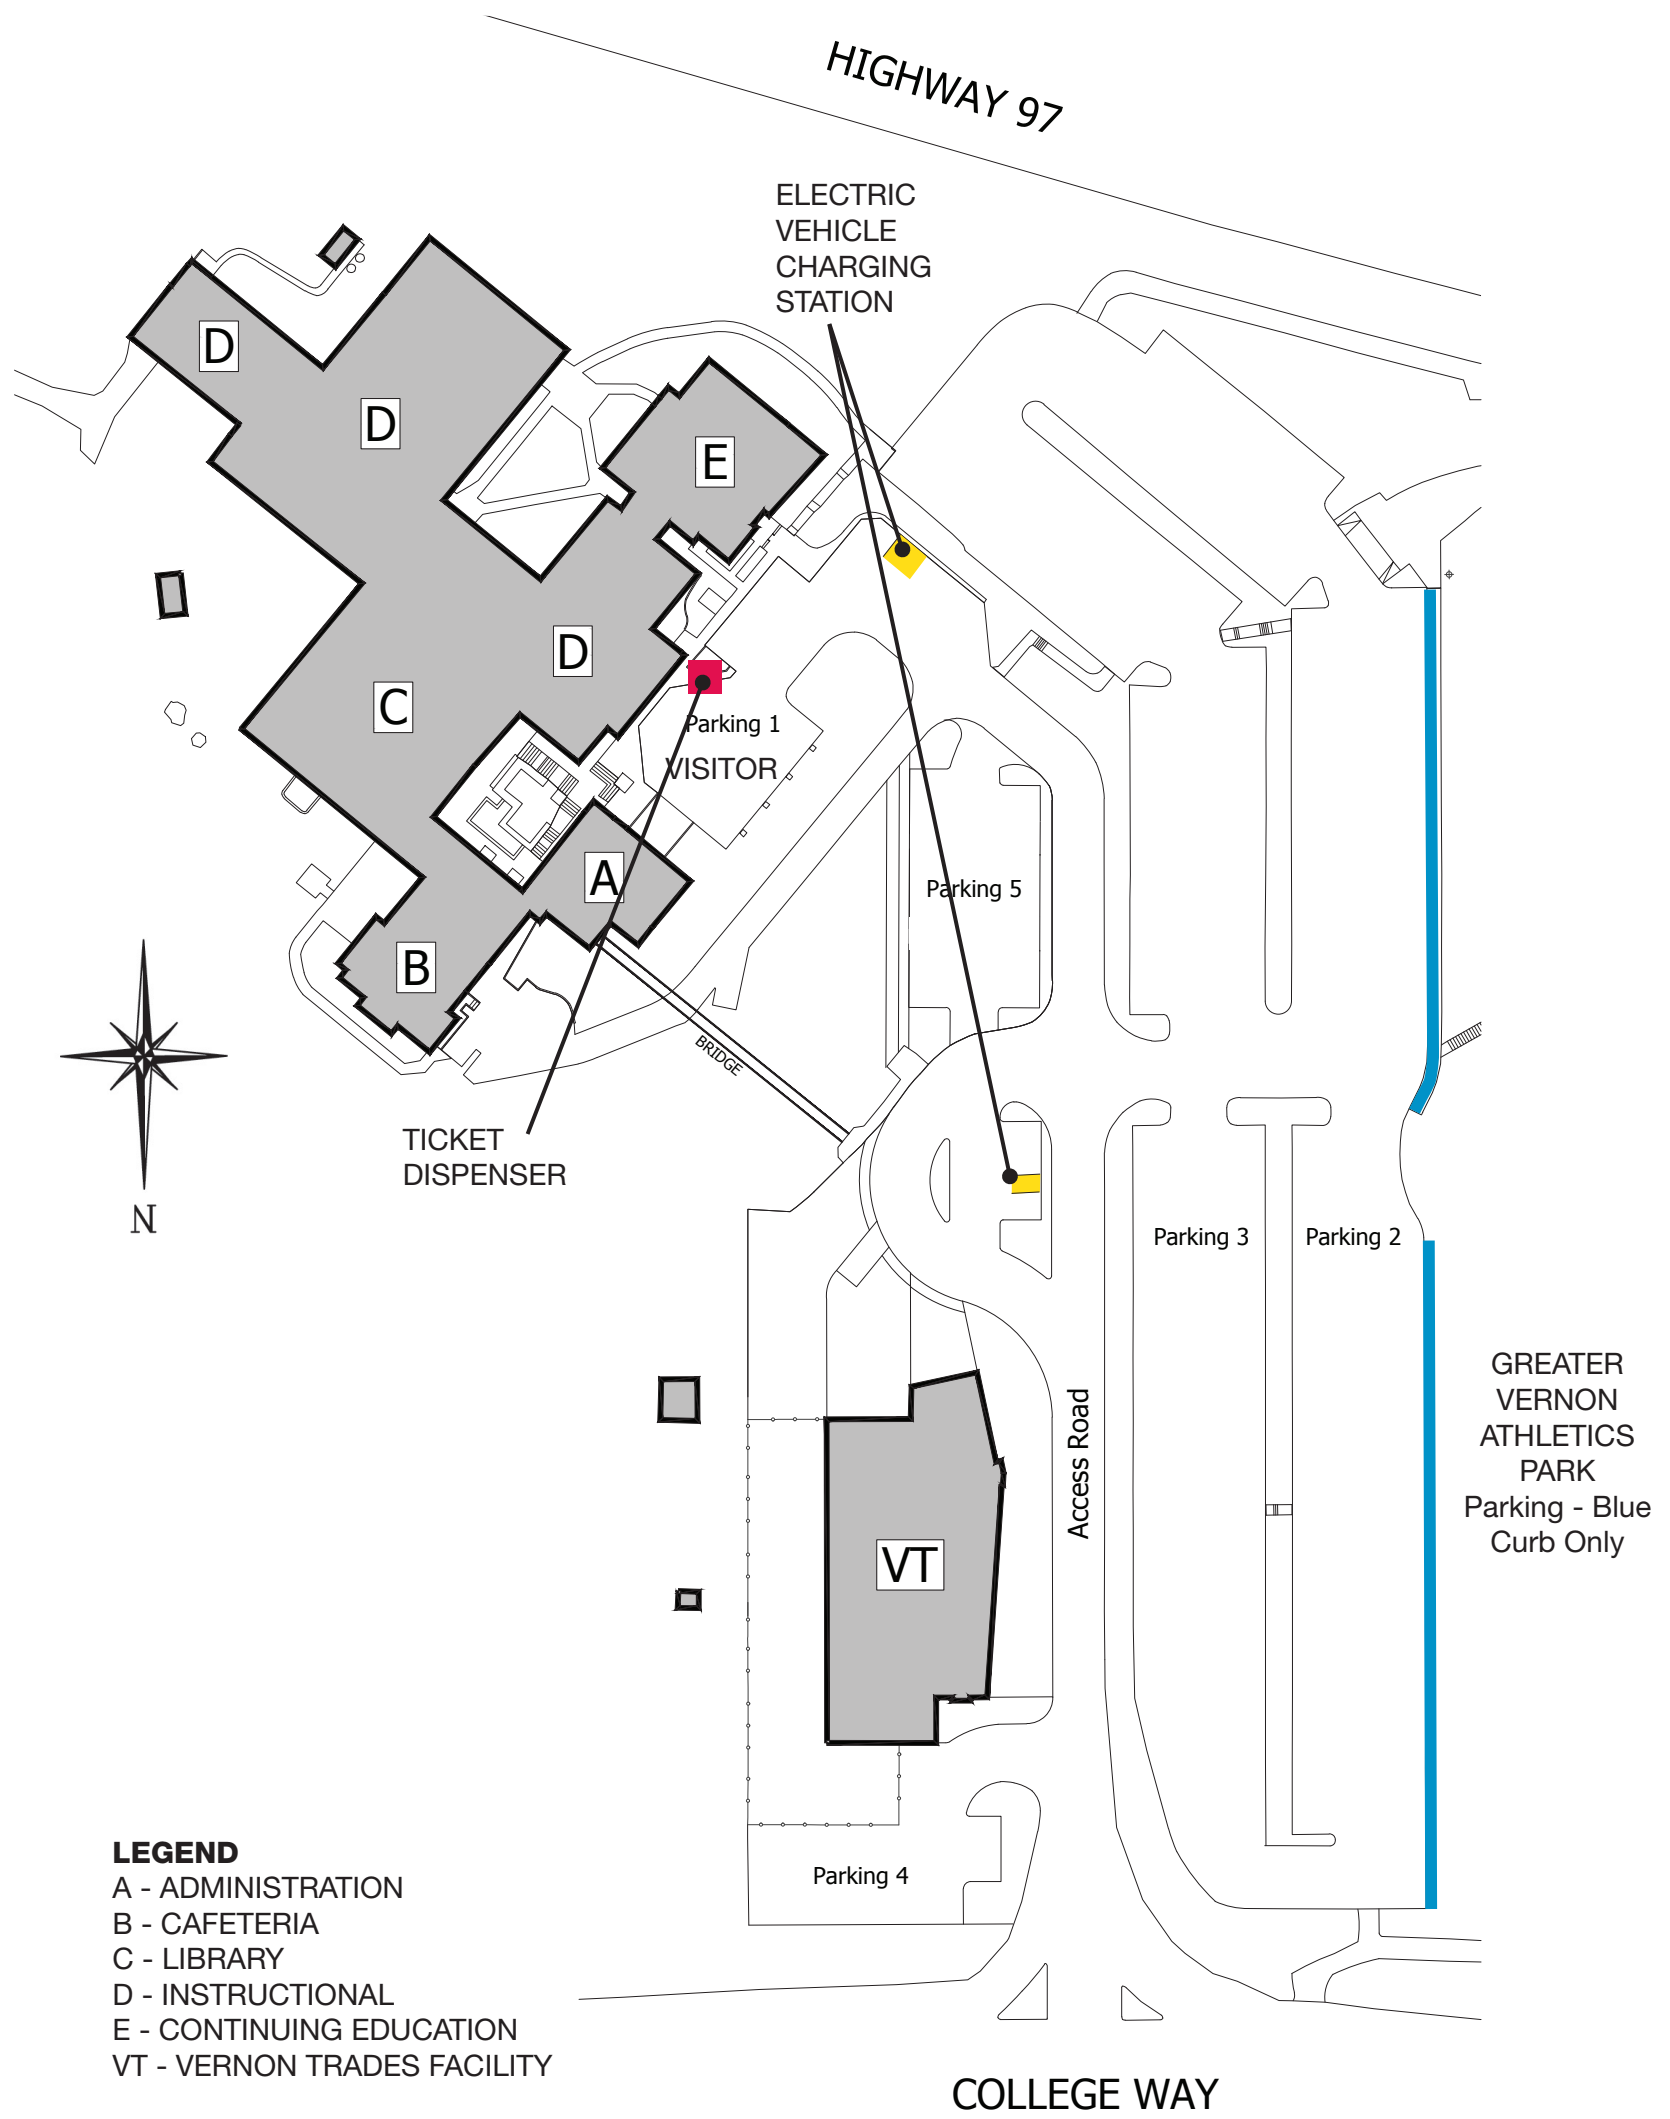 HIGHWAY 97
ELECTRIC
VEHICLE
CHARGING
STATION
D
D
E
D
C
Parking 1
VISITOR
A
Parking 5
B
BRIDGE
TICKET
DISPENSER
N
Parking 3
Parking 2
GREATER
VERNON
ATHLETICS
PARK
Parking - Blue
Curb Only
Access Road
VT
Parking 4
LEGEND
A - ADMINISTRATION
B - CAFETERIA
C - LIBRARY
D - INSTRUCTIONAL
E - CONTINUING EDUCATION
VT - VERNON TRADES FACILITY
COLLEGE WAY